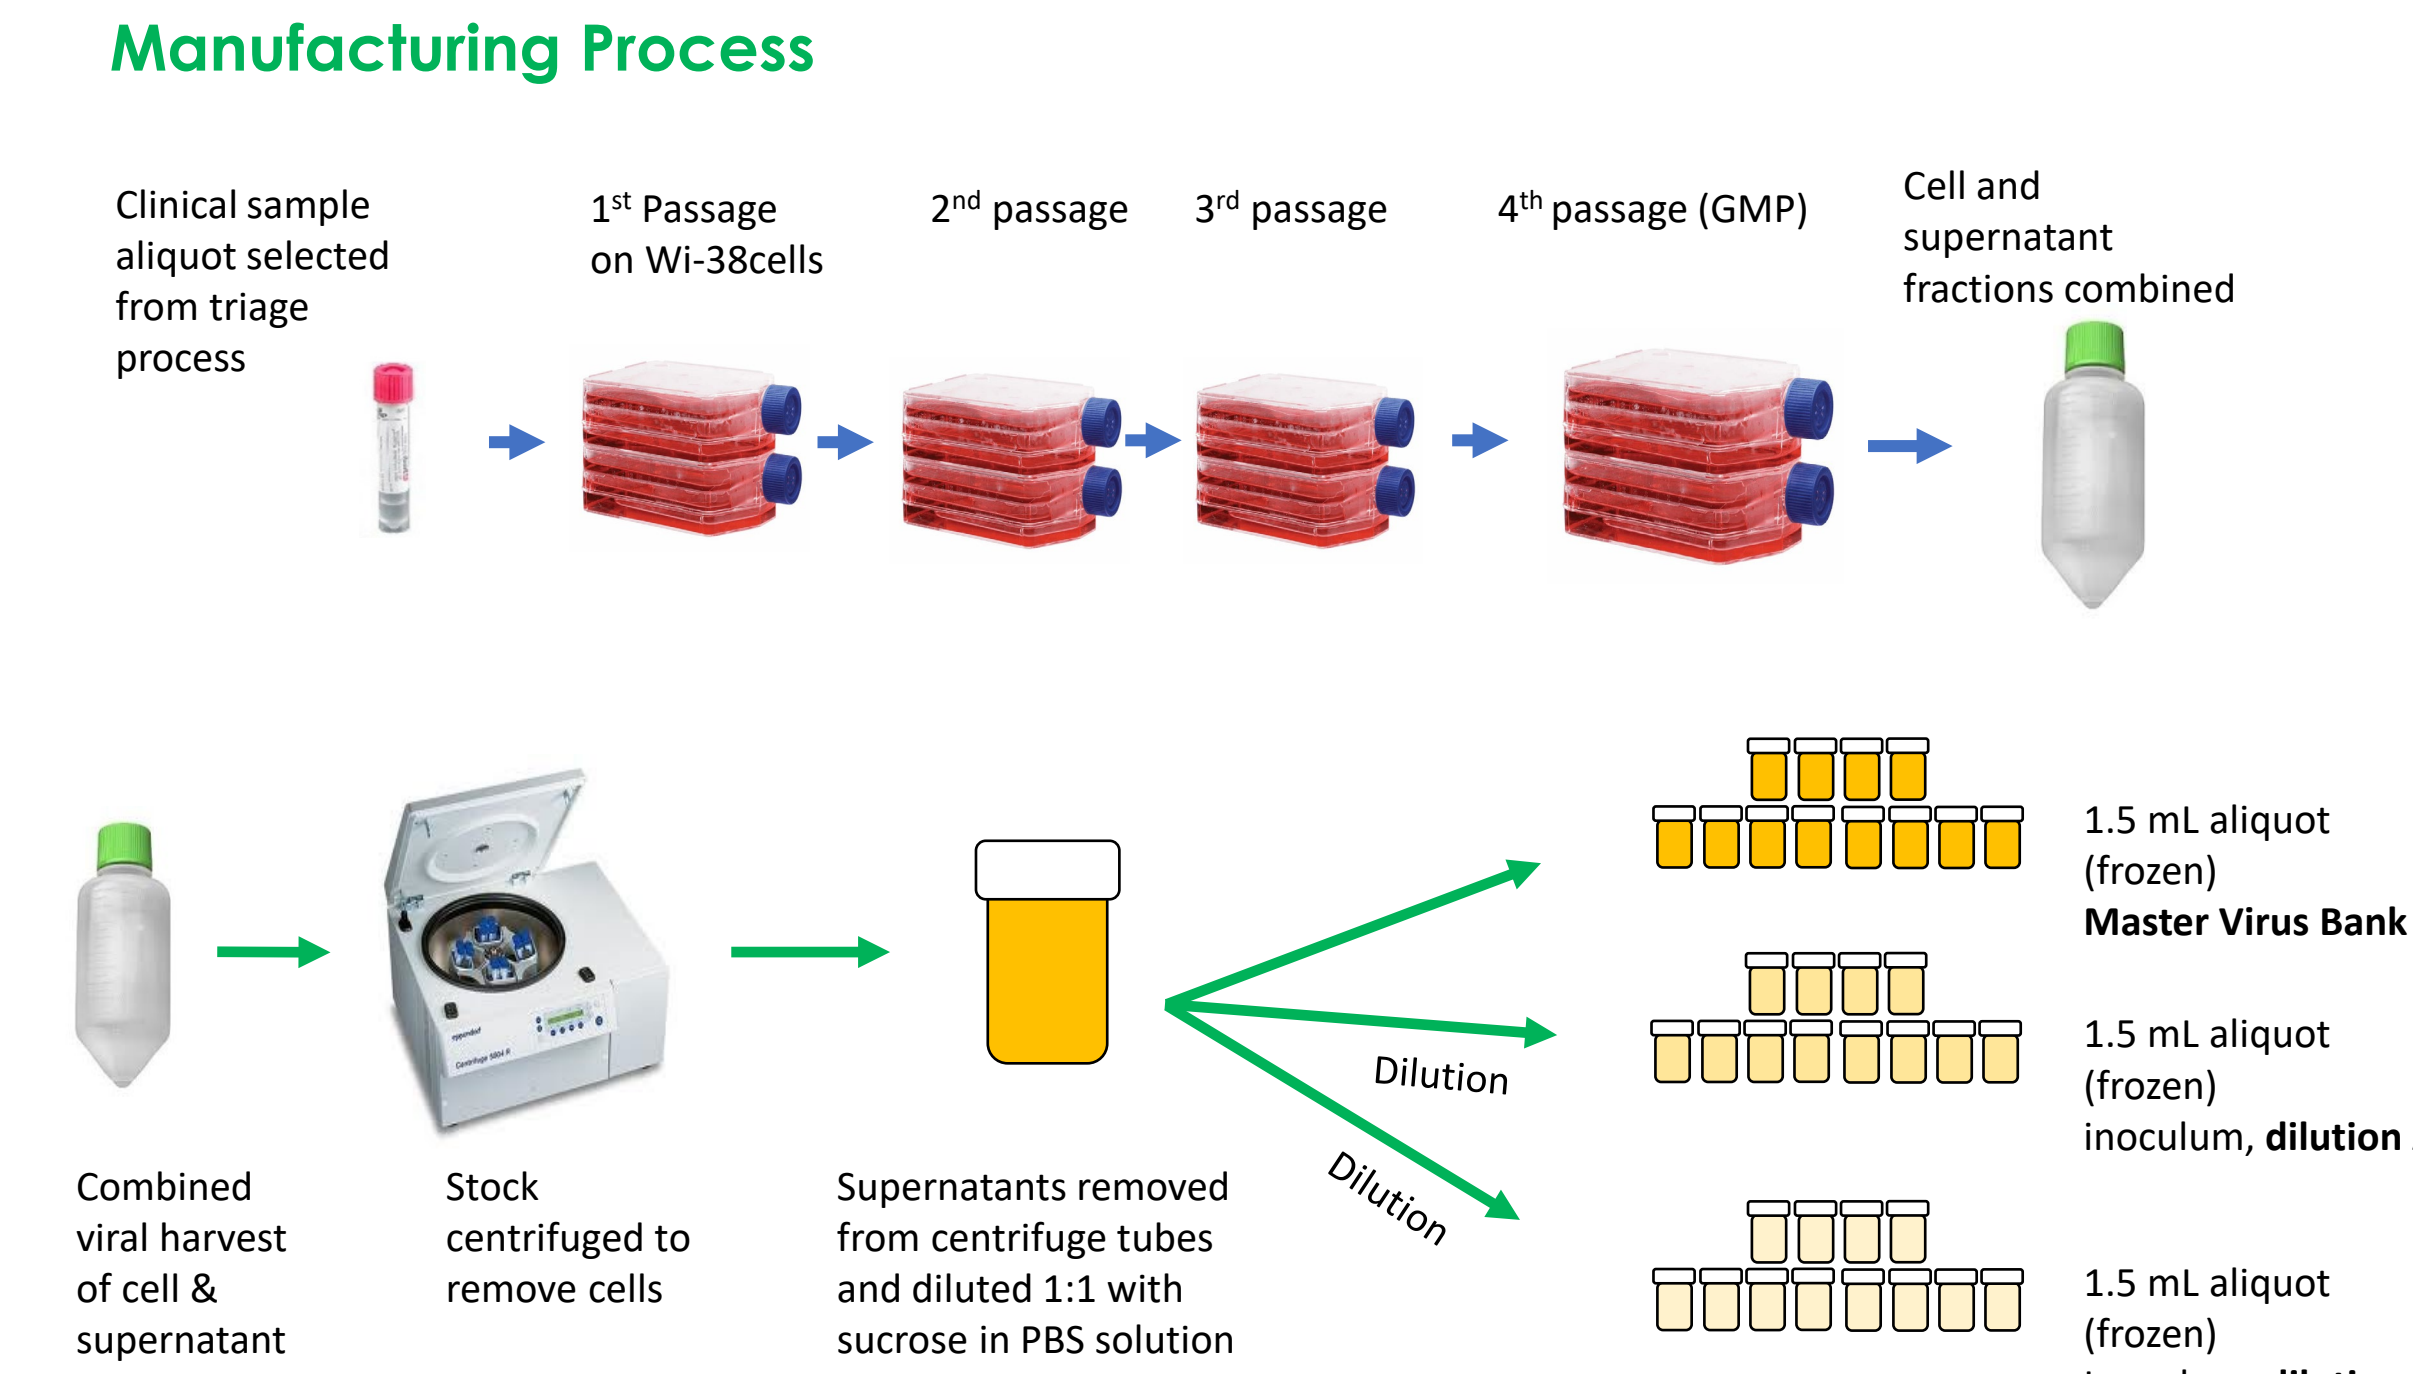 Manufacturing Process
Clinical sample
aliquot selected
from triage
process
1st Passage
on Wi-38cells
2nd passage
3rd passage
4th passage (GMP)
Cell and
supernatant
fractions combined
Combined
viral harvest
of cell &
supernatant
eppendorf
Centrifuge 5804 R
Stock
centrifuged to
remove cells
Supernatants removed
from centrifuge tubes
and diluted 1:1 with
sucrose in PBS solution
Dilution
Dilution
1.5 mL aliquot
(frozen)
Master Virus Bank
1.5 mL aliquot
(frozen)
inoculum, dilution
1.5 mL aliquot
(frozen)